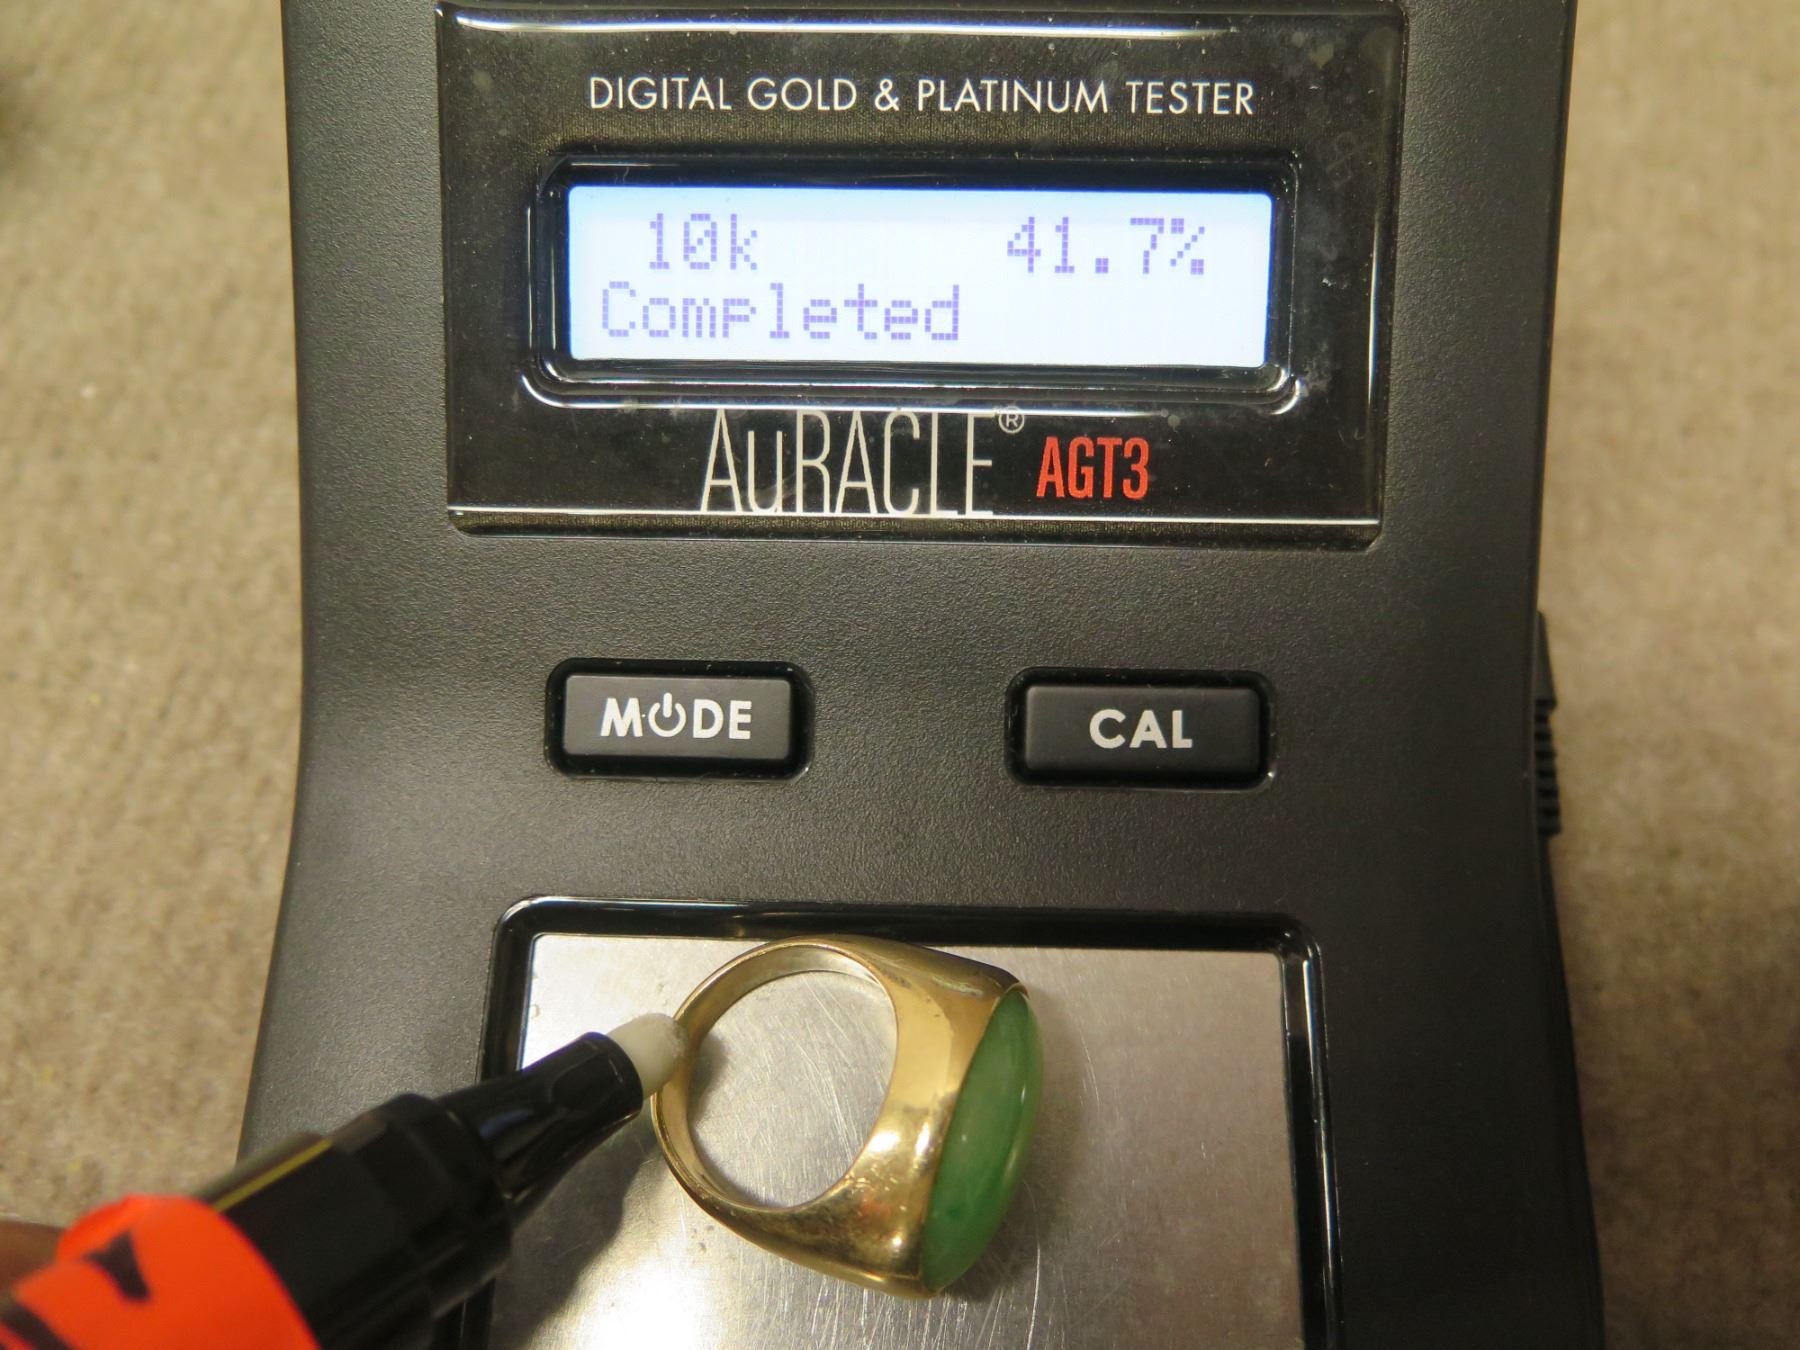 DIGITAL GOLD & PLATINUM TESTER
10k 41.7%
Completed
AuRACLE® AGT3
MODE CAL